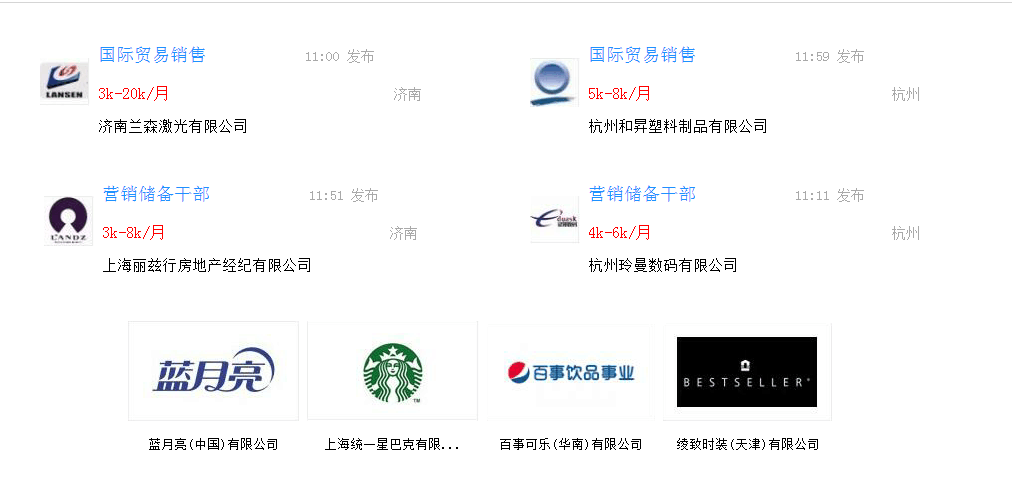 国际贸易销售 11:00 发布
LANSEN
3k-20k/月 济南
济南兰森激光有限公司
国际贸易销售 11:59 发布
5k-8k/月 杭州
杭州和昇塑料制品有限公司
营销储备干部 11:51 发布
L'ANDZ
3k-8k/月 济南
上海丽兹行房地产经纪有限公司
营销储备干部 11:11 发布
eduask
4k-6k/月 杭州
杭州玲曼数码有限公司
蓝月亮
TM
百事饮品事业
BESTSELLER
蓝月亮(中国)有限公司
上海统一星巴克有限...
百事可乐(华南)有限公司
绫致时装(天津)有限公司